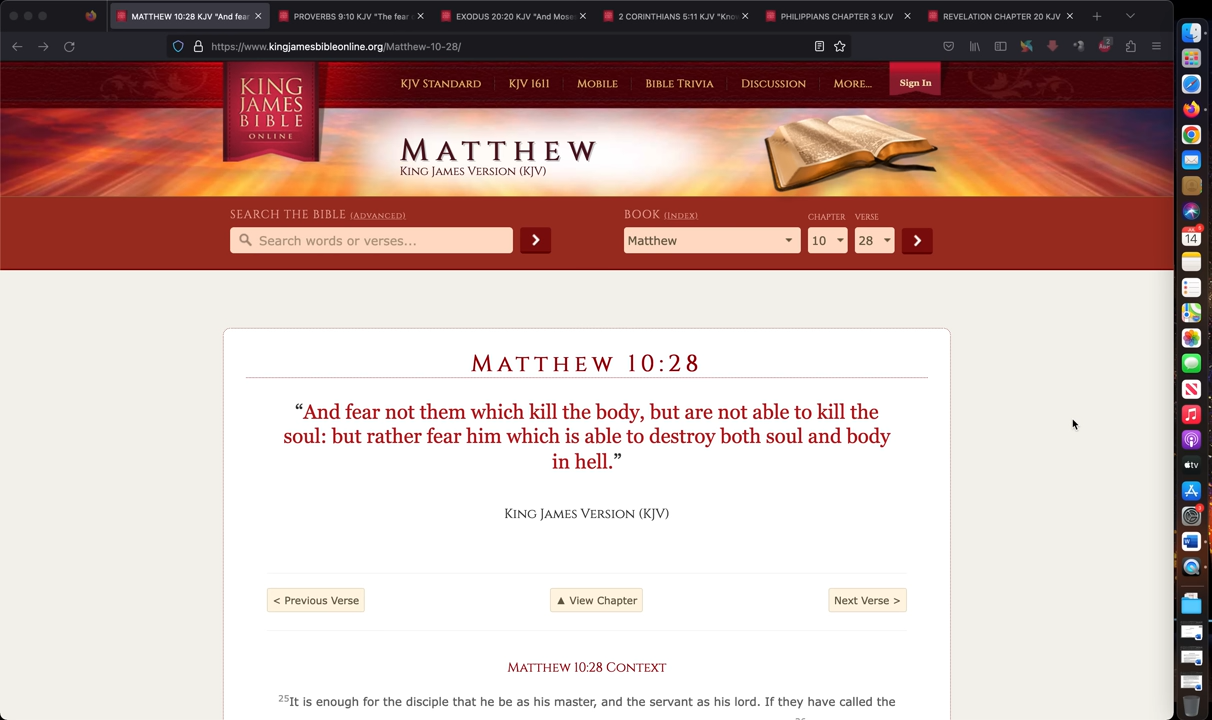 MATTHEW 10:28 KJV "And fear
PROVERBS 9:10 KJV "The fear
EXODUS 20:20 KJV "And Mose
2 CORINTHIANS 5:11 KJV "Kno
PHILIPPIANS CHAPTER 3 KJV
REVELATION CHAPTER 20 KJV
https://www.kingjamesbibleonline.org/Matthew-10-28/
KING
JAMES
BIBLE
ONLINE
KJV STANDARD
KJV 1611
MOBILE
BIBLE TRIVIA
DISCUSSION
MORE...
Sign In
MATTHEW
KING JAMES VERSION (KJV)
SEARCH THE BIBLE (ADVANCED)
BOOK (INDEX)
CHAPTER
VERSE
Search words or verses...
Matthew
10
28
MATTHEW 10:28
“And fear not them which kill the body, but are not able to kill the
soul: but rather fear him which is able to destroy both soul and body
in hell.”
KING JAMES VERSION (KJV)
< Previous Verse
▲ View Chapter
Next Verse >
MATTHEW 10:28 CONTEXT
25It is enough for the disciple that he be as his master, and the servant as his lord. If they have called the
14
tv